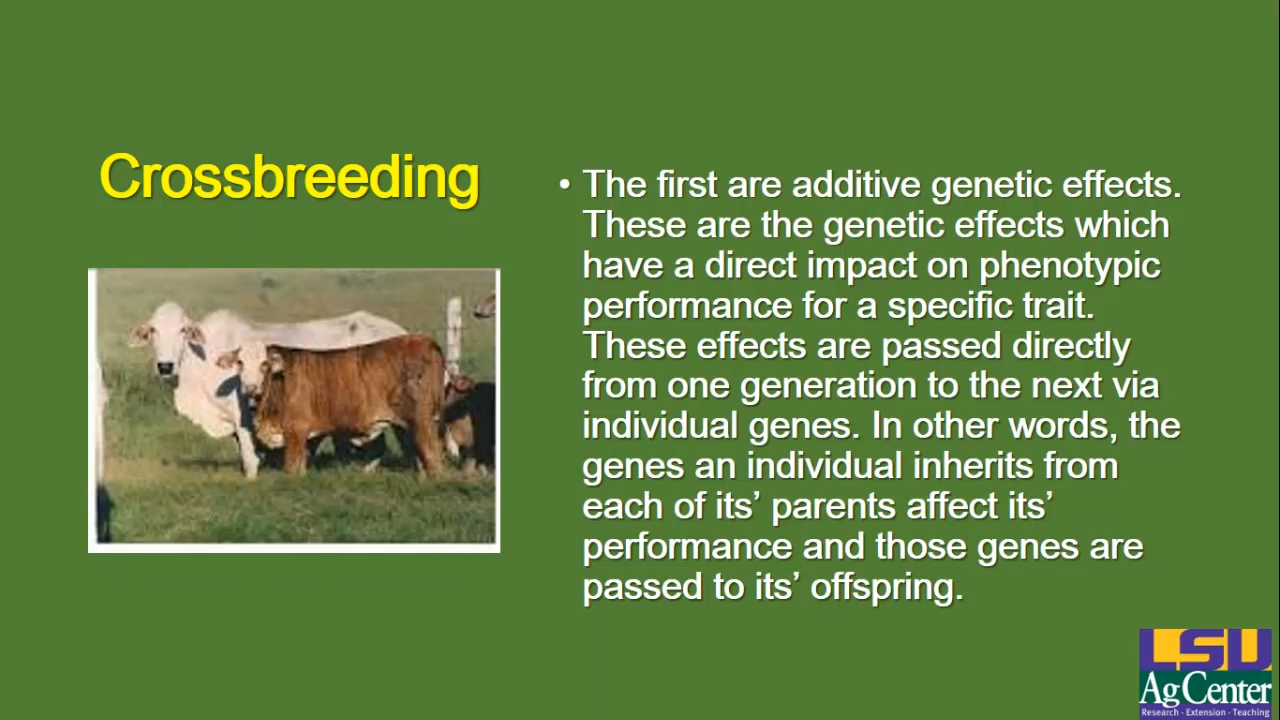 Crossbreeding
• The first are additive genetic effects.
These are the genetic effects which
have a direct impact on phenotypic
performance for a specific trait.
These effects are passed directly
from one generation to the next via
individual genes. In other words, the
genes an individual inherits from
each of its’ parents affect its’
performance and those genes are
passed to its’ offspring.
LSU
AgCenter
Research - Extension - Teaching